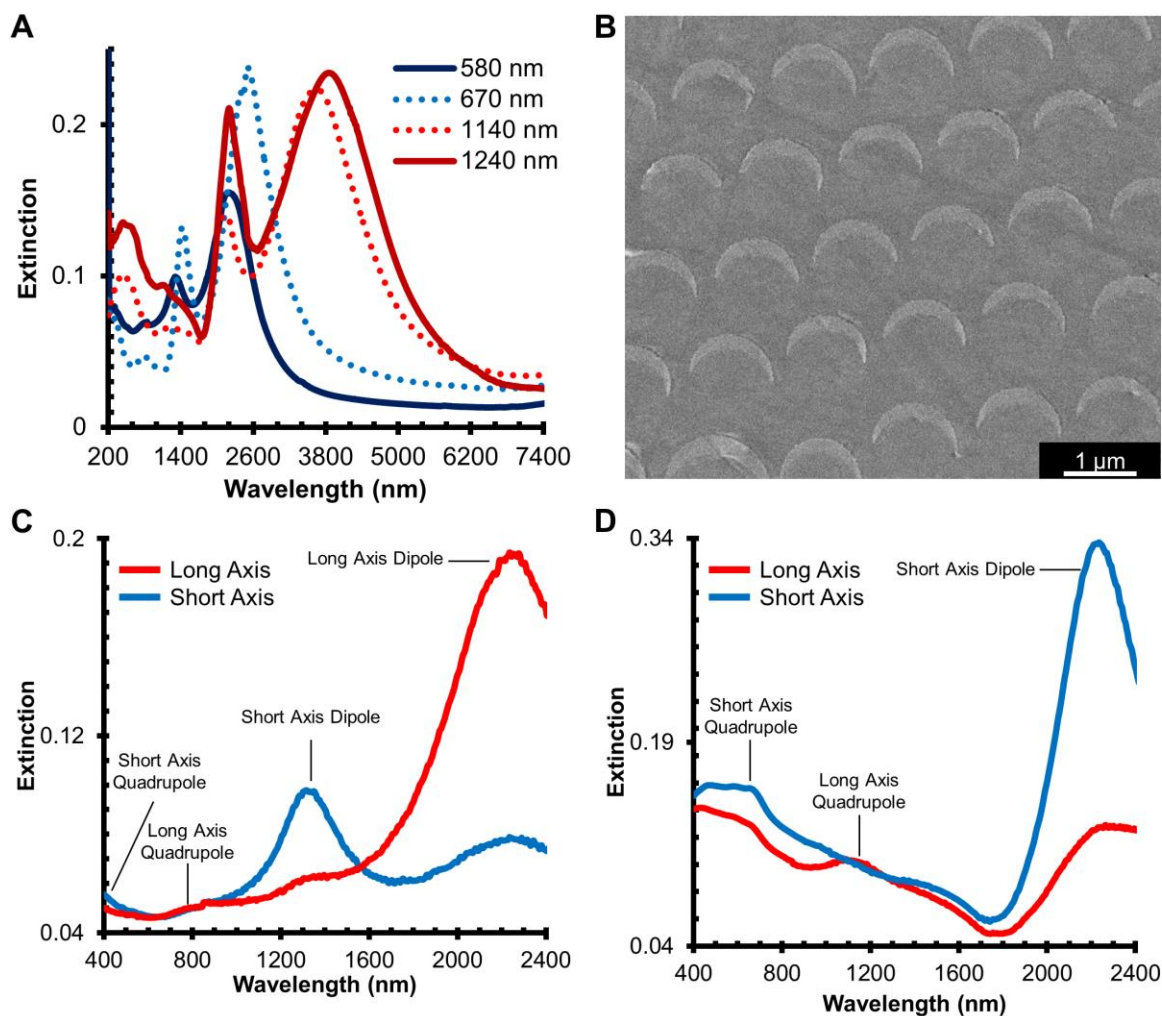 A
Extinction
0.2
0.1
0
200 1400 2600 3800 5000 6200 7400
Wavelength (nm)
580 nm
670 nm
1140 nm
1240 nm
B
1 µm
C
Extinction
0.2
0.12
0.04
400 800 1200 1600 2000 2400
Wavelength (nm)
Long Axis
Short Axis
Long Axis Dipole
Short Axis Dipole
Short Axis
Quadrupole
Long Axis
Quadrupole
D
Extinction
0.34
0.19
0.04
400 800 1200 1600 2000 2400
Wavelength (nm)
Long Axis
Short Axis
Short Axis Dipole
Short Axis
Quadrupole
Long Axis
Quadrupole